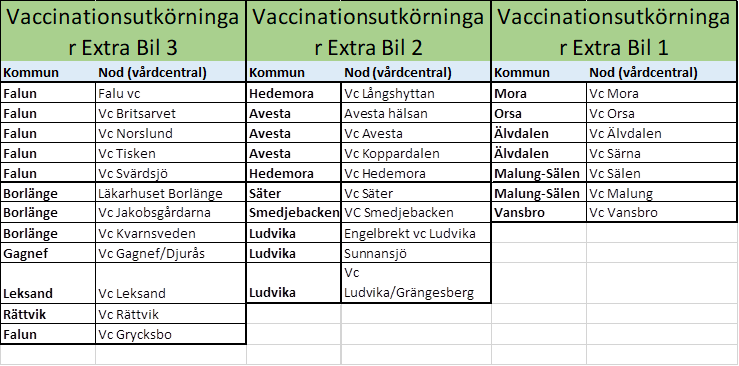 Vaccinationsutkörninga
r Extra Bil 3
Vaccinationsutkörninga
r Extra Bil 2
Vaccinationsutkörninga
r Extra Bil 1
Kommun Nod (vårdcentral) Kommun Nod (vårdcentral) Kommun Nod (vårdcentral)
Falun Falu vc Hedemora Vc Långshyttan Mora Vc Mora
Falun Vc Britsarvet Avesta Avesta hälsan Orsa Vc Orsa
Falun Vc Norslund Avesta Vc Avesta Älvdalen Vc Älvdalen
Falun Vc Tisken Avesta Vc Koppardalen Älvdalen Vc Särna
Falun Vc Svärdsjö Hedemora Vc Hedemora Malung-Sälen Vc Sälen
Borlänge Läkarhuset Borlänge Säter Vc Säter Malung-Sälen Vc Malung
Borlänge Vc Jakobsgårdarna Smedjebacken VC Smedjebacken Vansbro Vc Vansbro
Borlänge Vc Kvarnsveden Ludvika Engelbrekt vc Ludvika
Gagnef Vc Gagnef/Djurås Ludvika Sunnansjö
Vc
Leksand Vc Leksand Ludvika Ludvika/Grängesberg
Rättvik Vc Rättvik
Falun Vc Grycksbo